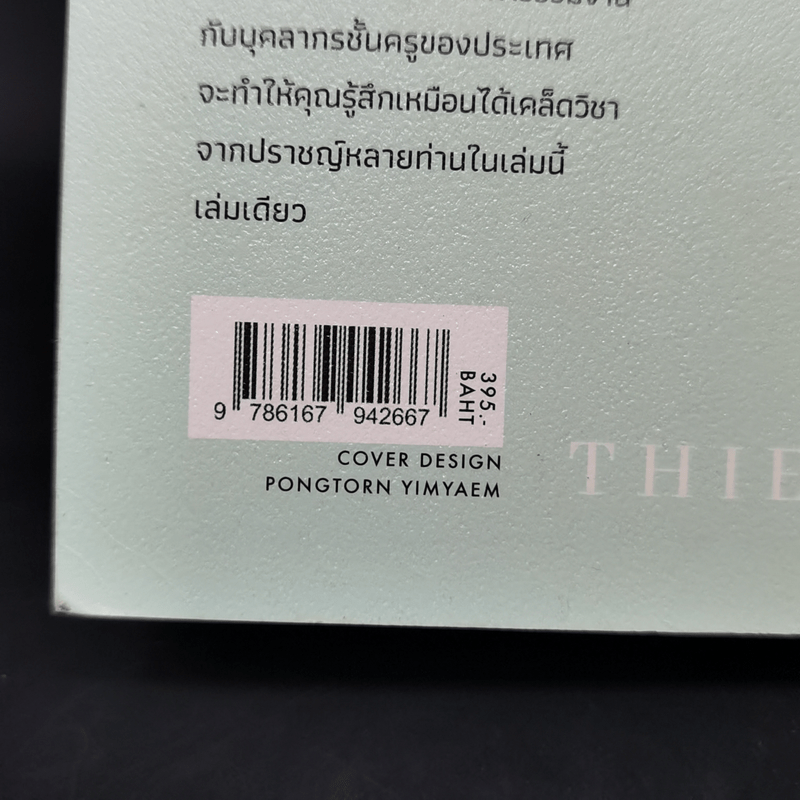 กับบุคลากรชั้นครูของประเทศ
จะทำให้คุณรู้สึกเหมือนได้เคล็ดวิชา
จากปราชญ์หลายท่านในเล่มนี้
เล่มเดียว
395.-
BAHT
9 786167 942667
COVER DESIGN
PONGTORN YIMYAEM
THIE